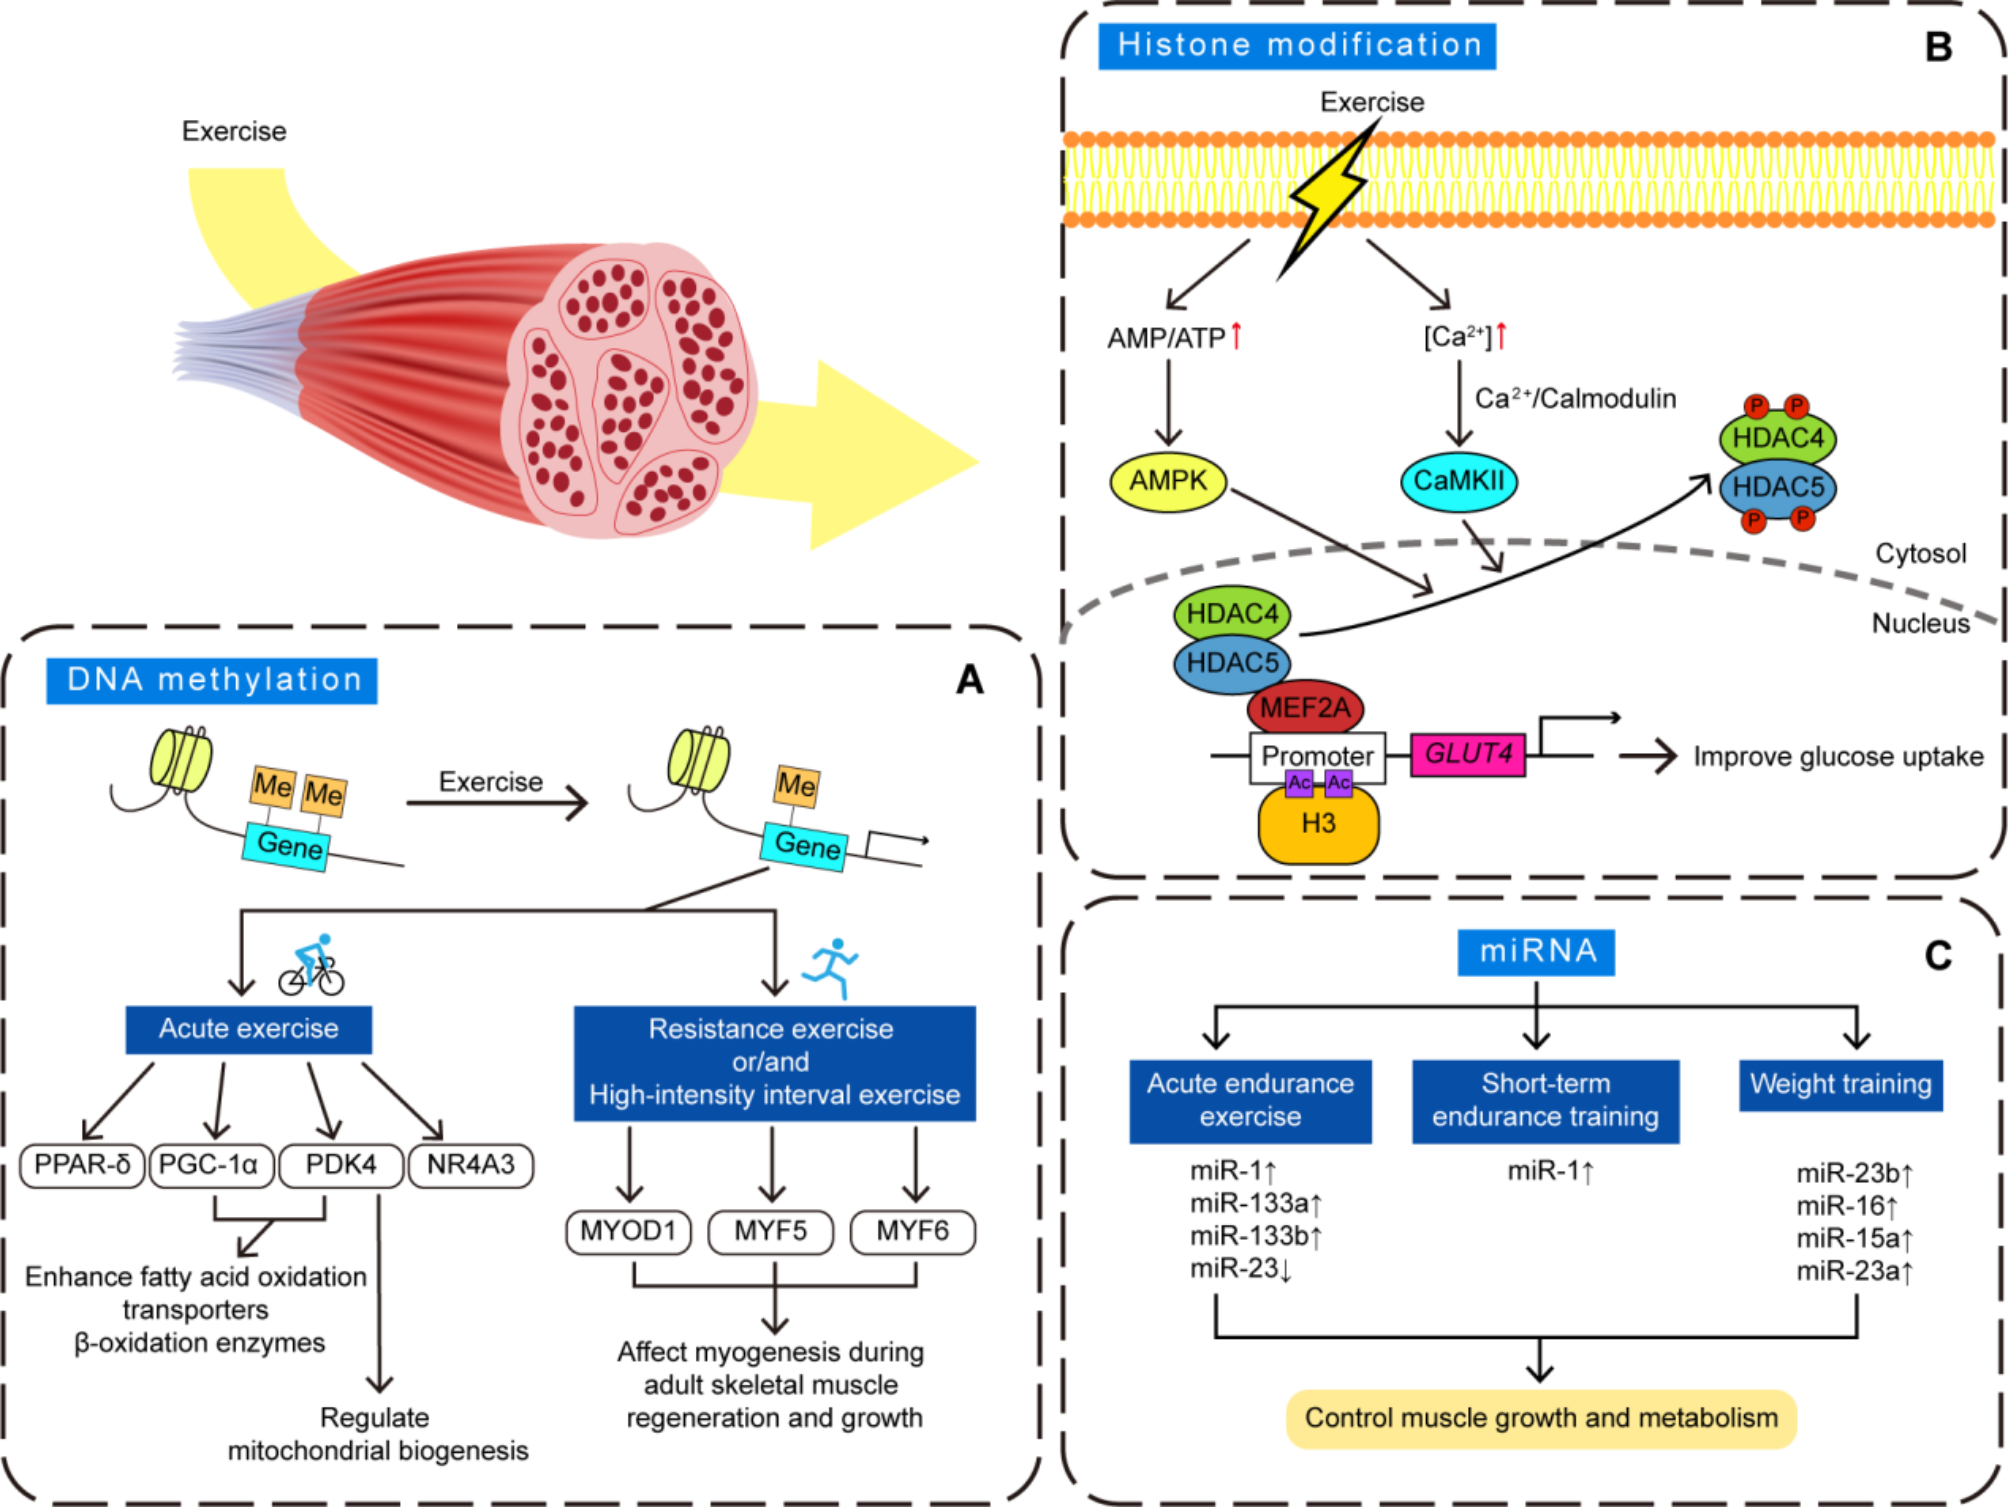 Exercise
DNA methylation
A
Me
Me
Gene
Exercise
Me
Gene
Acute exercise
Resistance exercise
or/and
High-intensity interval exercise
PPAR-δ
PGC-1α
PDK4
NR4A3
MYOD1
MYF5
MYF6
Enhance fatty acid oxidation
transporters
β-oxidation enzymes
Regulate
mitochondrial biogenesis
Affect myogenesis during
adult skeletal muscle
regeneration and growth
Histone modification
B
Exercise
AMP/ATP↑
[Ca²⁺]↑
Ca²⁺/Calmodulin
AMPK
CaMKII
P
P
HDAC4
HDAC5
P
P
Cytosol
Nucleus
HDAC4
HDAC5
MEF2A
Promoter
GLUT4
Improve glucose uptake
Ac
Ac
H3
miRNA
C
Acute endurance
exercise
Short-term
endurance training
Weight training
miR-1↑
miR-133a↑
miR-133b↑
miR-23↓
miR-1↑
miR-23b↑
miR-16↑
miR-15a↑
miR-23a↑
Control muscle growth and metabolism